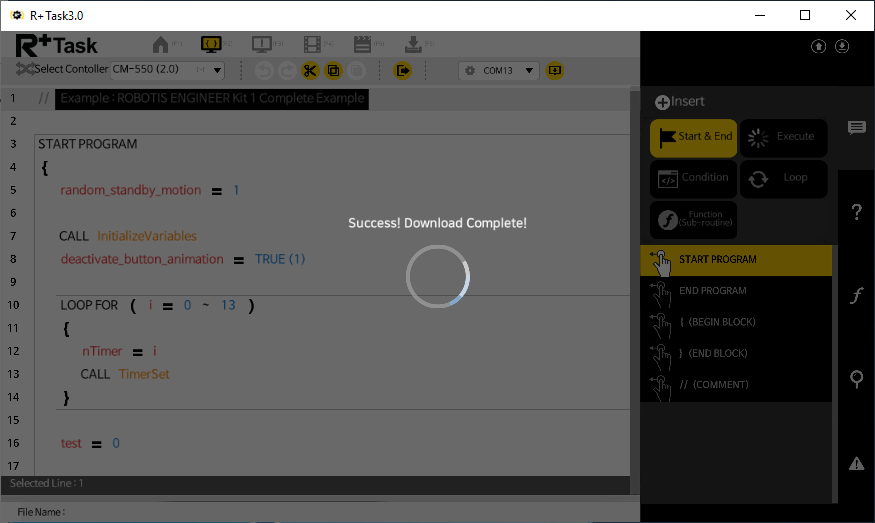 R+ Task3.0
R+Task
Select Contoller CM-550 (2.0)
COM13
1 // Example : ROBOTIS ENGINEER Kit 1 Complete Example
2
3 START PROGRAM
4 {
5 random_standby_motion = 1
6
7 CALL InitializeVariables
8 deactivate_button_animation = TRUE (1)
9
10 LOOP FOR ( i = 0 ~ 13 )
11 {
12 nTimer = i
13 CALL TimerSet
14 }
15
16 test = 0
17
Success! Download Complete!
Selected Line : 1
File Name :
Insert
Start & End
Execute
Condition
Loop
Function
(Sub-routine)
START PROGRAM
END PROGRAM
{ (BEGIN BLOCK)
} (END BLOCK)
// (COMMENT)